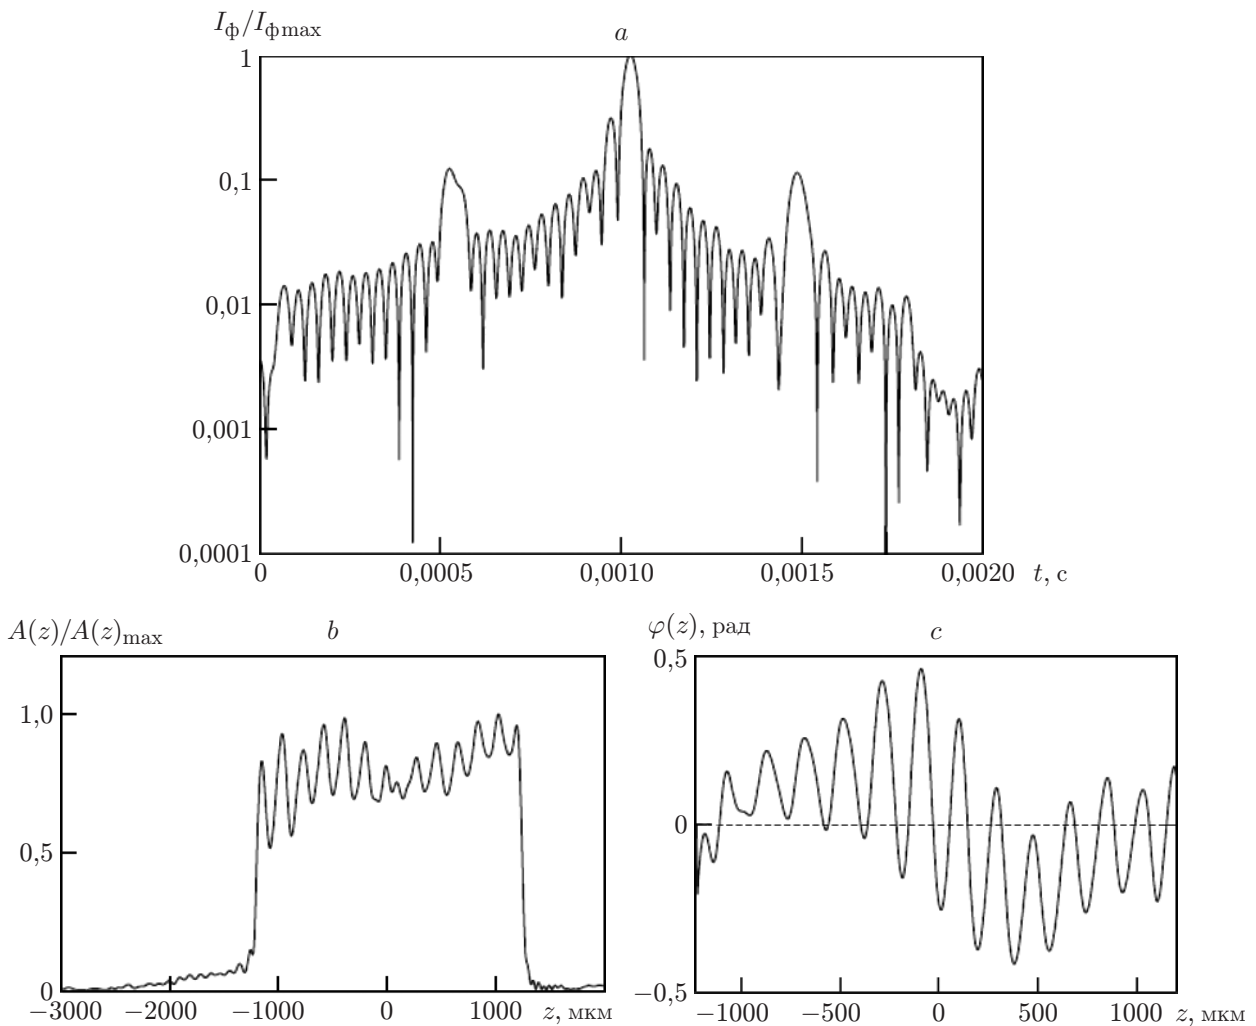 I_ф/I_ф max
a
1
0,1
0,01
0,001
0,0001
0 0,0005 0,0010 0,0015 0,0020 t, с
A(z)/A(z)_max
b
1,0
0,5
0
−3000 −2000 −1000 0 1000 z, мкм
φ(z), рад
c
0,5
0
−0,5
−1000 −500 0 500 1000 z, мкм